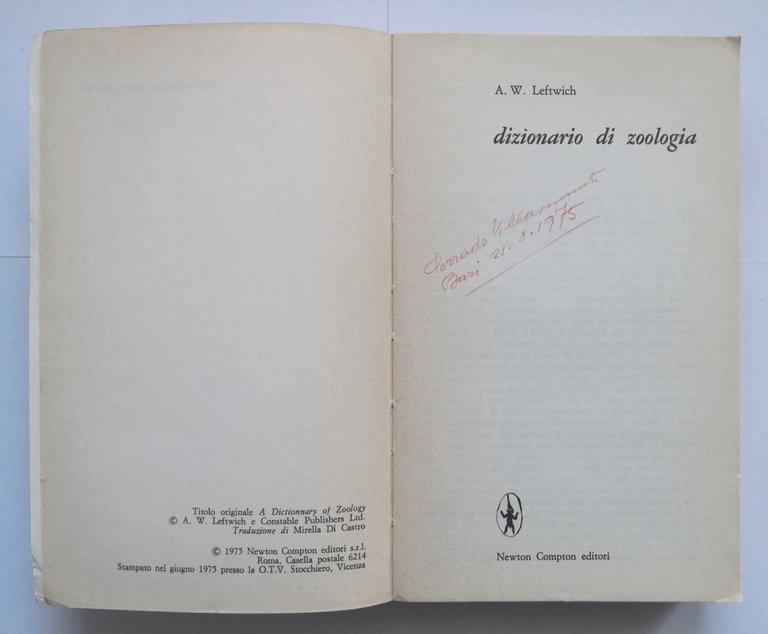 Titolo originale A Dictionnary of Zoology
© A. W. Leftwich e Constable Publishers Ltd.
Traduzione di Mirella Di Castro
© 1975 Newton Compton editori s.r.l.
Roma, Casella postale 6214
Stampato nel giugno 1975 presso la O.T.V. Stocchiero, Vicenza
A. W. Leftwich
dizionario di zoologia
Corrado
Bari 21.8.1975
Newton Compton editori